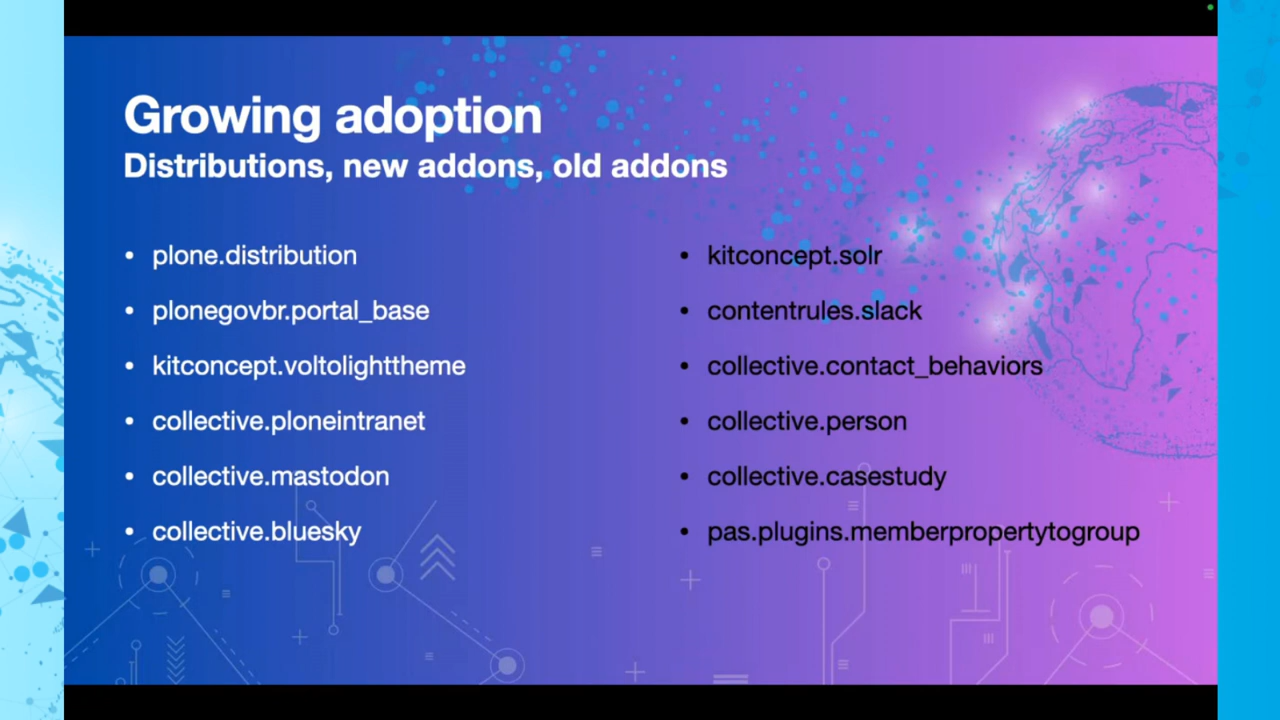 Growing adoption
Distributions, new addons, old addons
• plone.distribution
• plonegovbr.portal_base
• kitconcept.voltolighttheme
• collective.ploneintranet
• collective.mastodon
• collective.bluesky
• kitconcept.solr
• contentrules.slack
• collective.contact_behaviors
• collective.person
• collective.casestudy
• pas.plugins.memberpropertytogroup